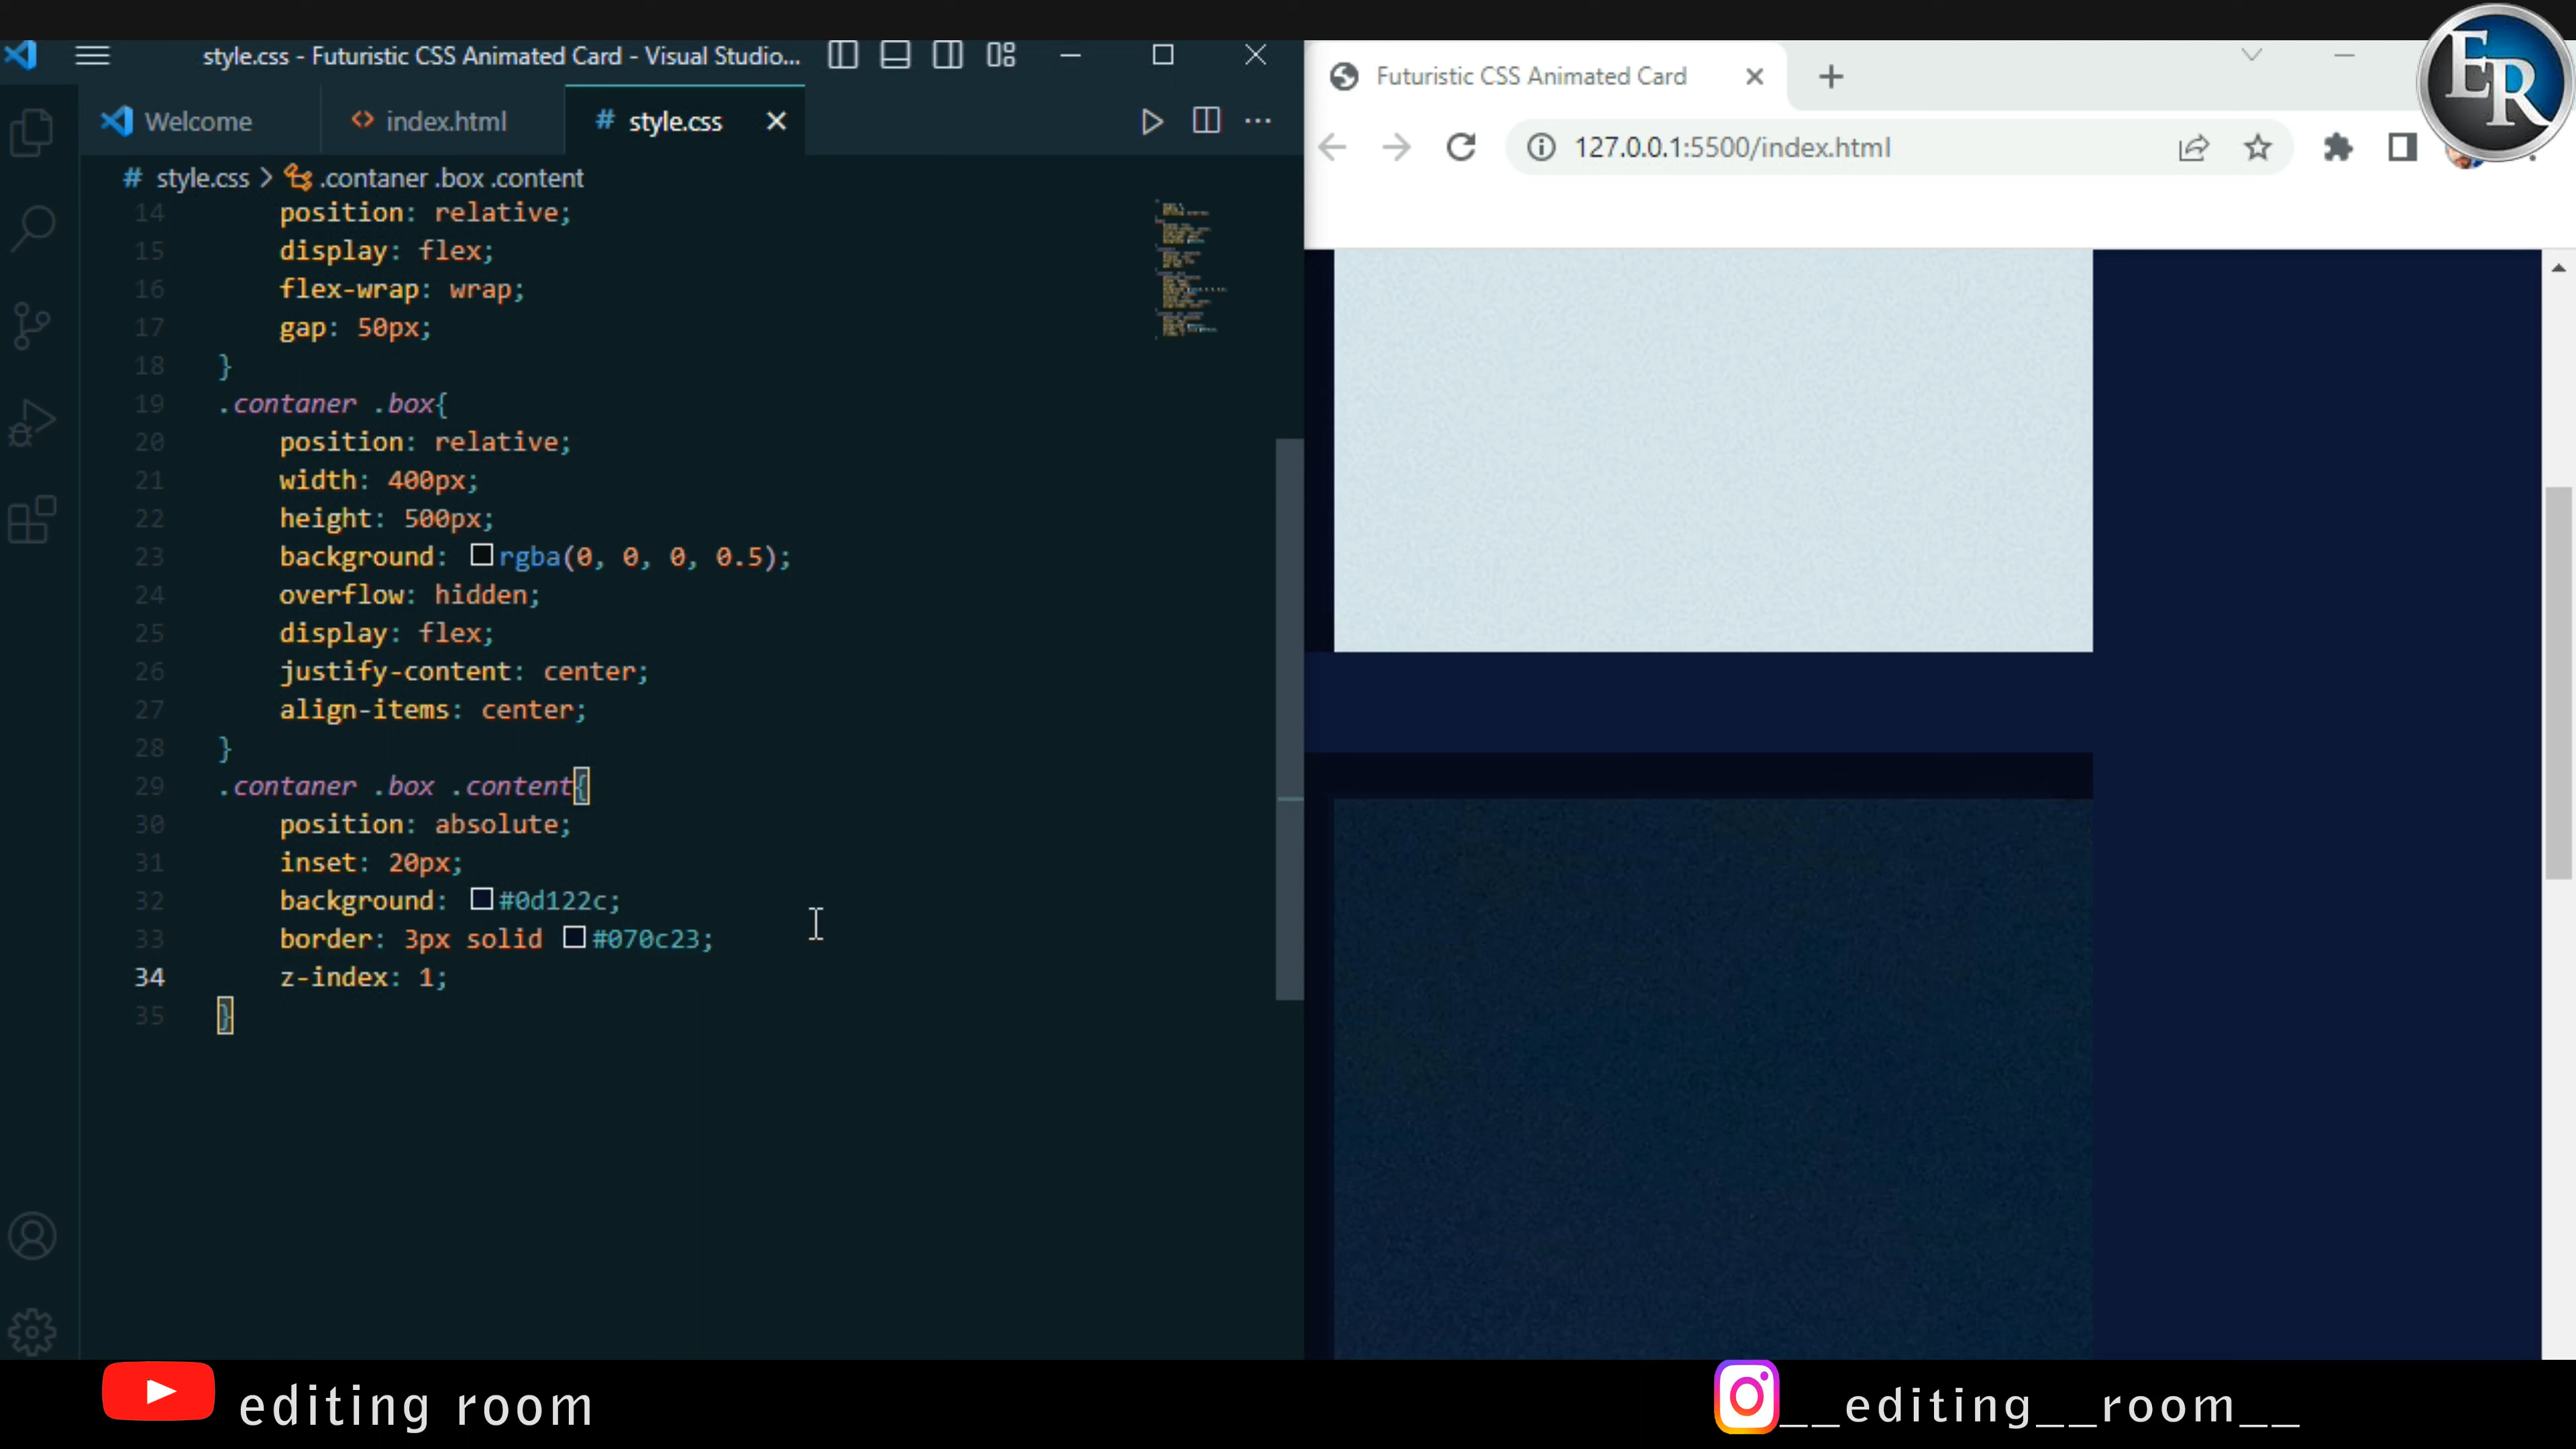 style.css - Futuristic CSS Animated Card - Visual Studio...
Welcome
index.html
# style.css
# style.css > .contaner .box .content
14 position: relative;
15 display: flex;
16 flex-wrap: wrap;
17 gap: 50px;
18 }
19 .contaner .box{
20 position: relative;
21 width: 400px;
22 height: 500px;
23 background: rgba(0, 0, 0, 0.5);
24 overflow: hidden;
25 display: flex;
26 justify-content: center;
27 align-items: center;
28 }
29 .contaner .box .content{
30 position: absolute;
31 inset: 20px;
32 background: #0d122c;
33 border: 3px solid #070c23;
34 z-index: 1;
35 }
Futuristic CSS Animated Card
127.0.0.1:5500/index.html
ER
editing room
__editing__room__